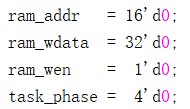 ram_addr   = 16'd0;
ram_wdata  = 32'd0;
ram_wen    =  1'd0;
task_phase =  4'd0;